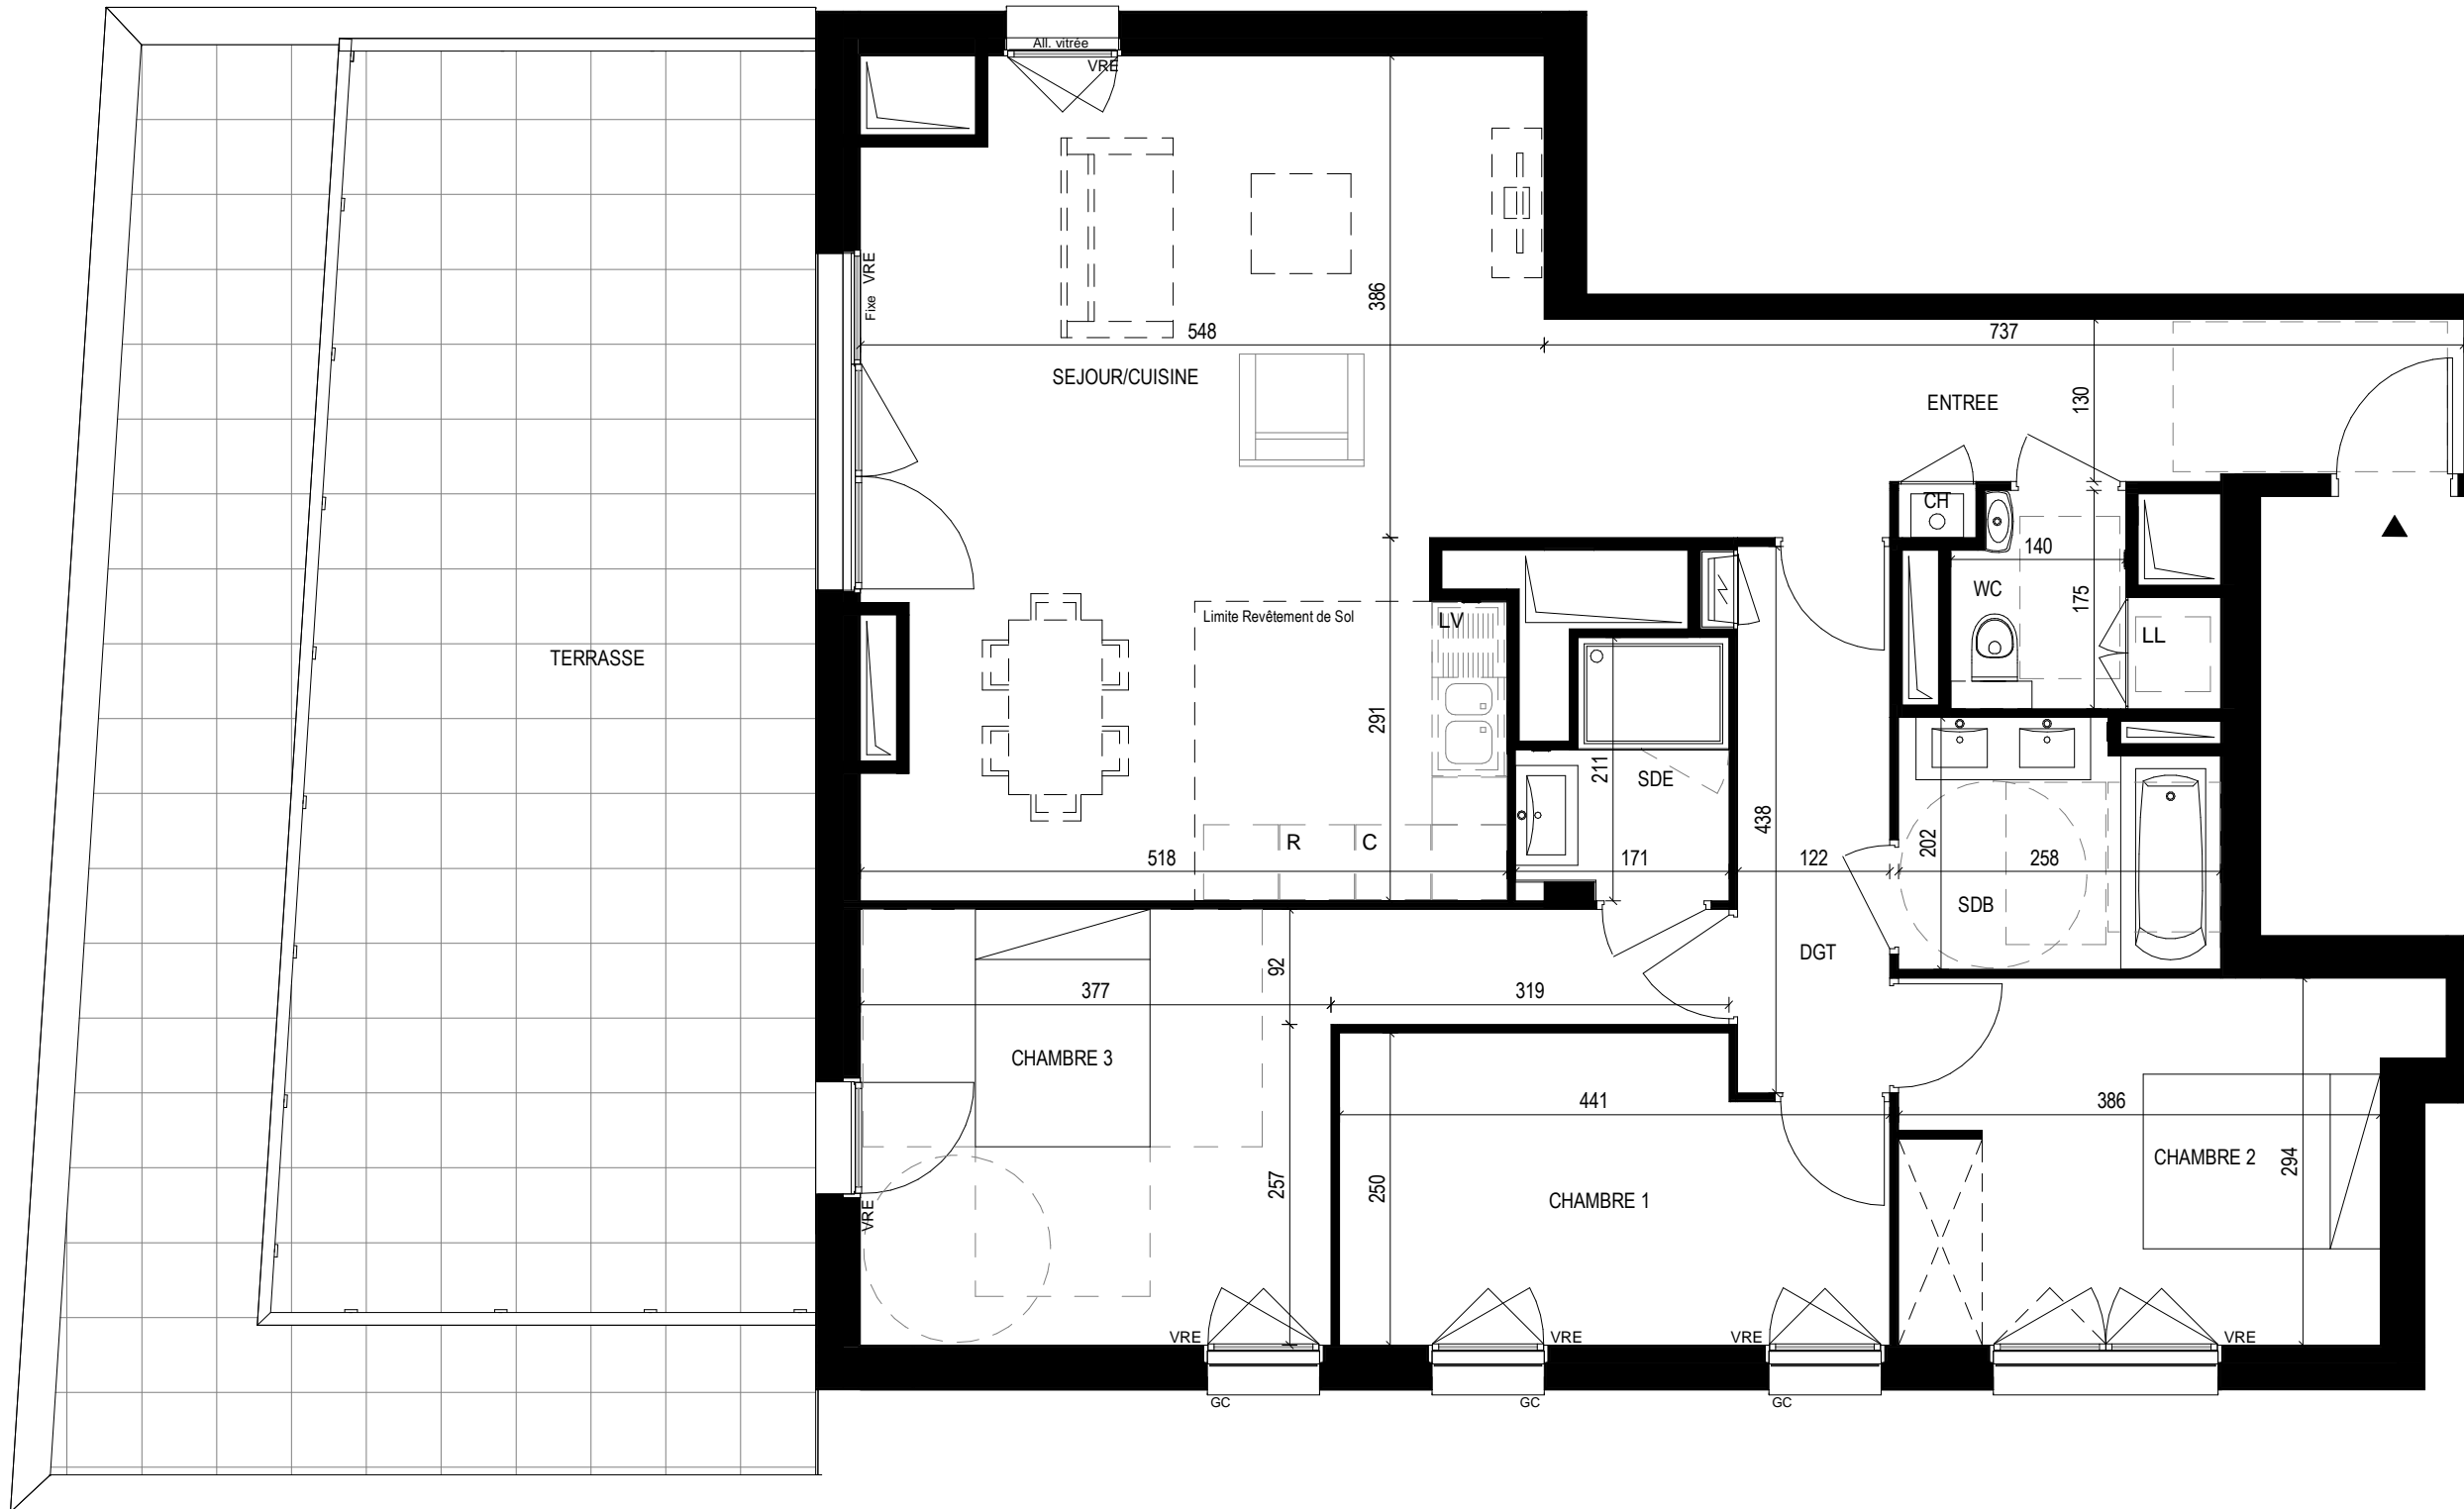 All. vitrée
VRE
Fixe VRE
386
548
737
SEJOUR/CUISINE
ENTREE
130
CH
140
WC
175
LL
Limite Revêtement de Sol
LV
TERRASSE
291
211
SDE
438
202
R
C
518
171
122
258
SDB
DGT
92
377
319
CHAMBRE 3
441
386
CHAMBRE 2
294
257
250
CHAMBRE 1
VRE
VRE
VRE
VRE
VRE
GC
GC
GC